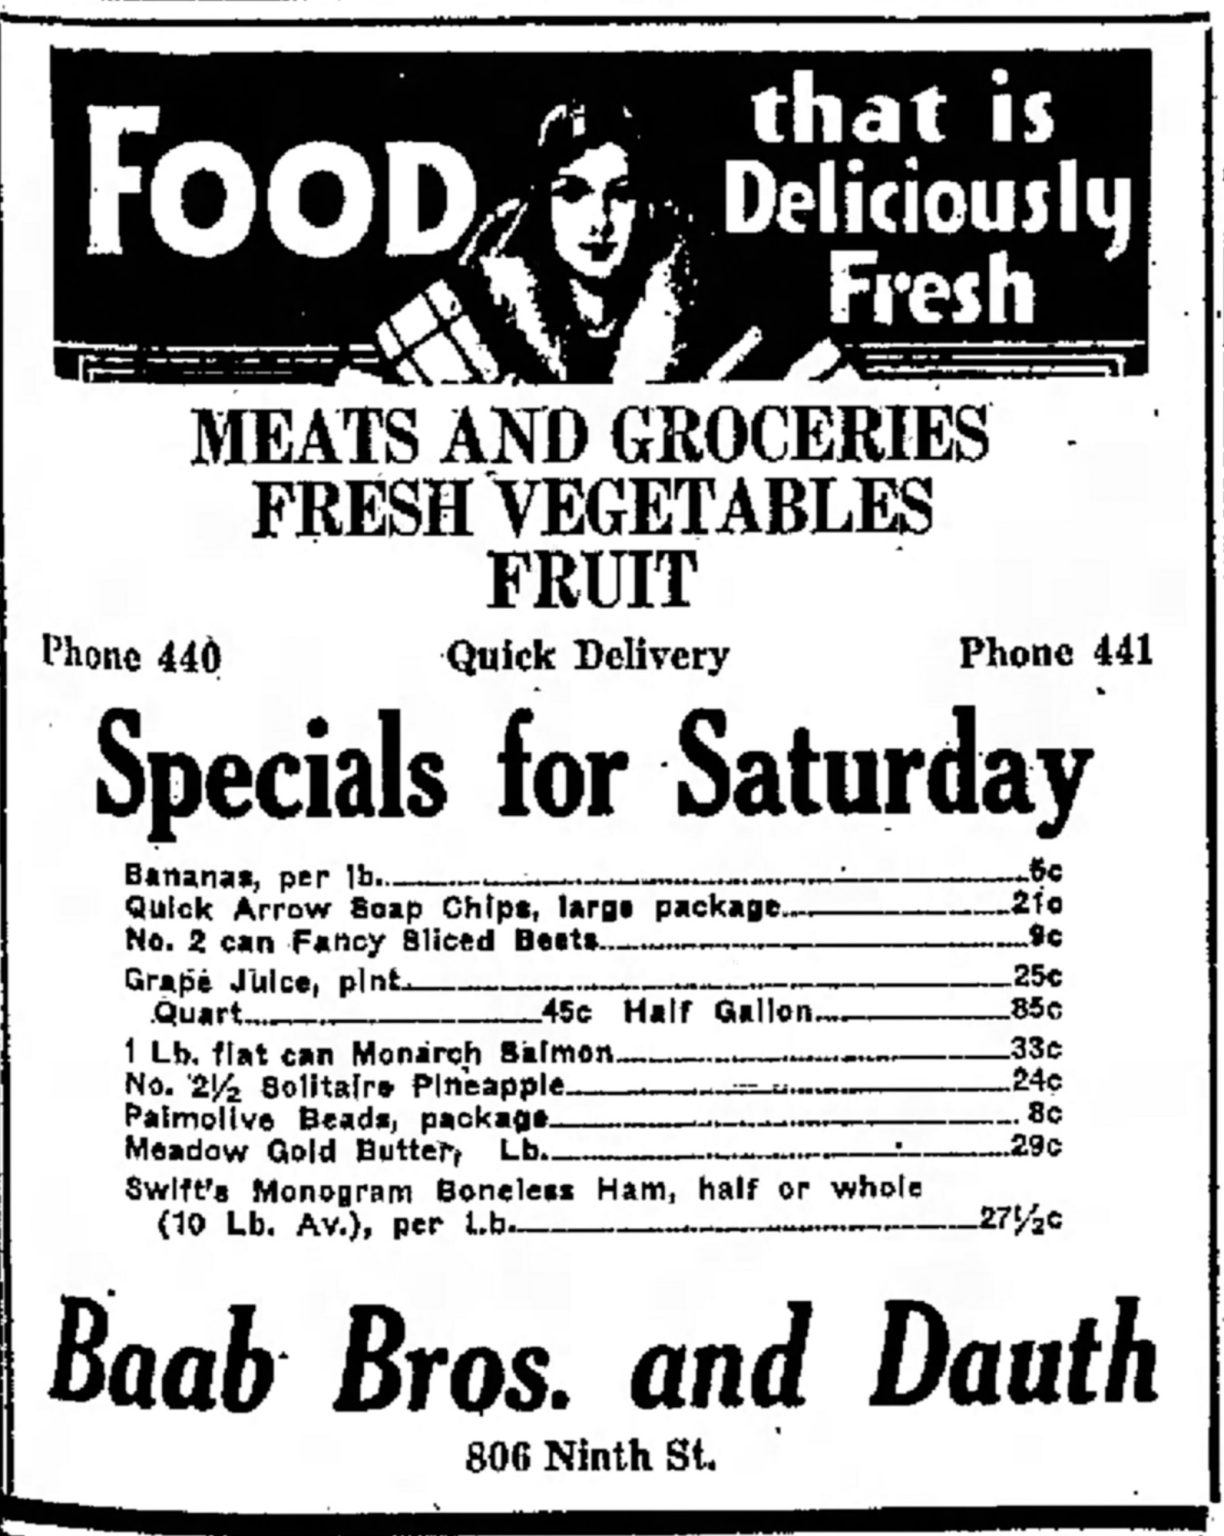 FOOD that is
Deliciously
Fresh
MEATS AND GROCERIES
FRESH VEGETABLES
FRUIT
Phone 440 Quick Delivery Phone 441
Specials for Saturday
Bananas, per lb. 5c
Quick Arrow Soap Chips, large package 21c
No. 2 can Fancy Sliced Beets 9c
Grape Juice, pint 25c
Quart 45c Half Gallon 85c
1 Lb. flat can Monarch Salmon 33c
No. 2½ Solitaire Pineapple 24c
Palmolive Beads, package 8c
Meadow Gold Butter, Lb. 29c
Swift's Monogram Boneless Ham, half or whole
(10 Lb. Av.), per Lb. 27½c
Baab Bros. and Dauth
806 Ninth St.